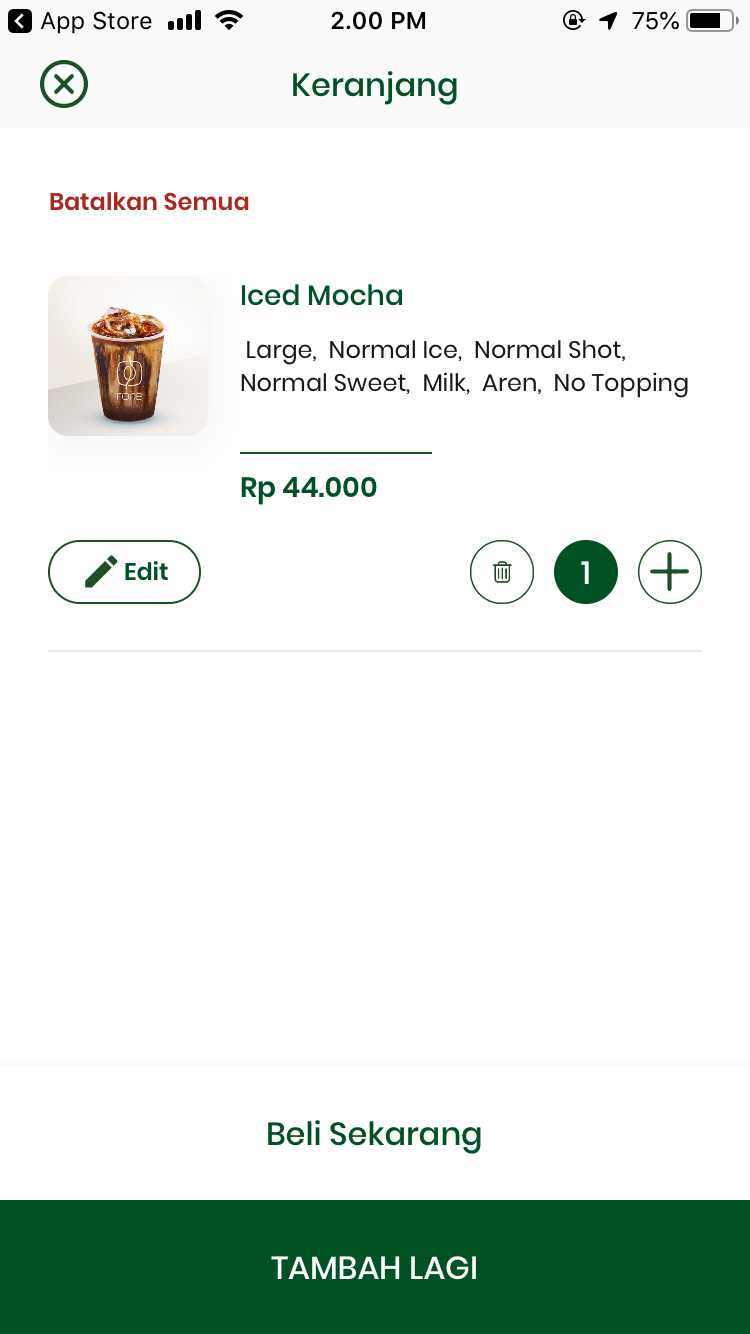 App Store
2.00 PM
75%
Keranjang
Batalkan Semua
Iced Mocha
Large, Normal Ice, Normal Shot,
Normal Sweet, Milk, Aren, No Topping
fore
Rp 44.000
Edit
1
Beli Sekarang
TAMBAH LAGI